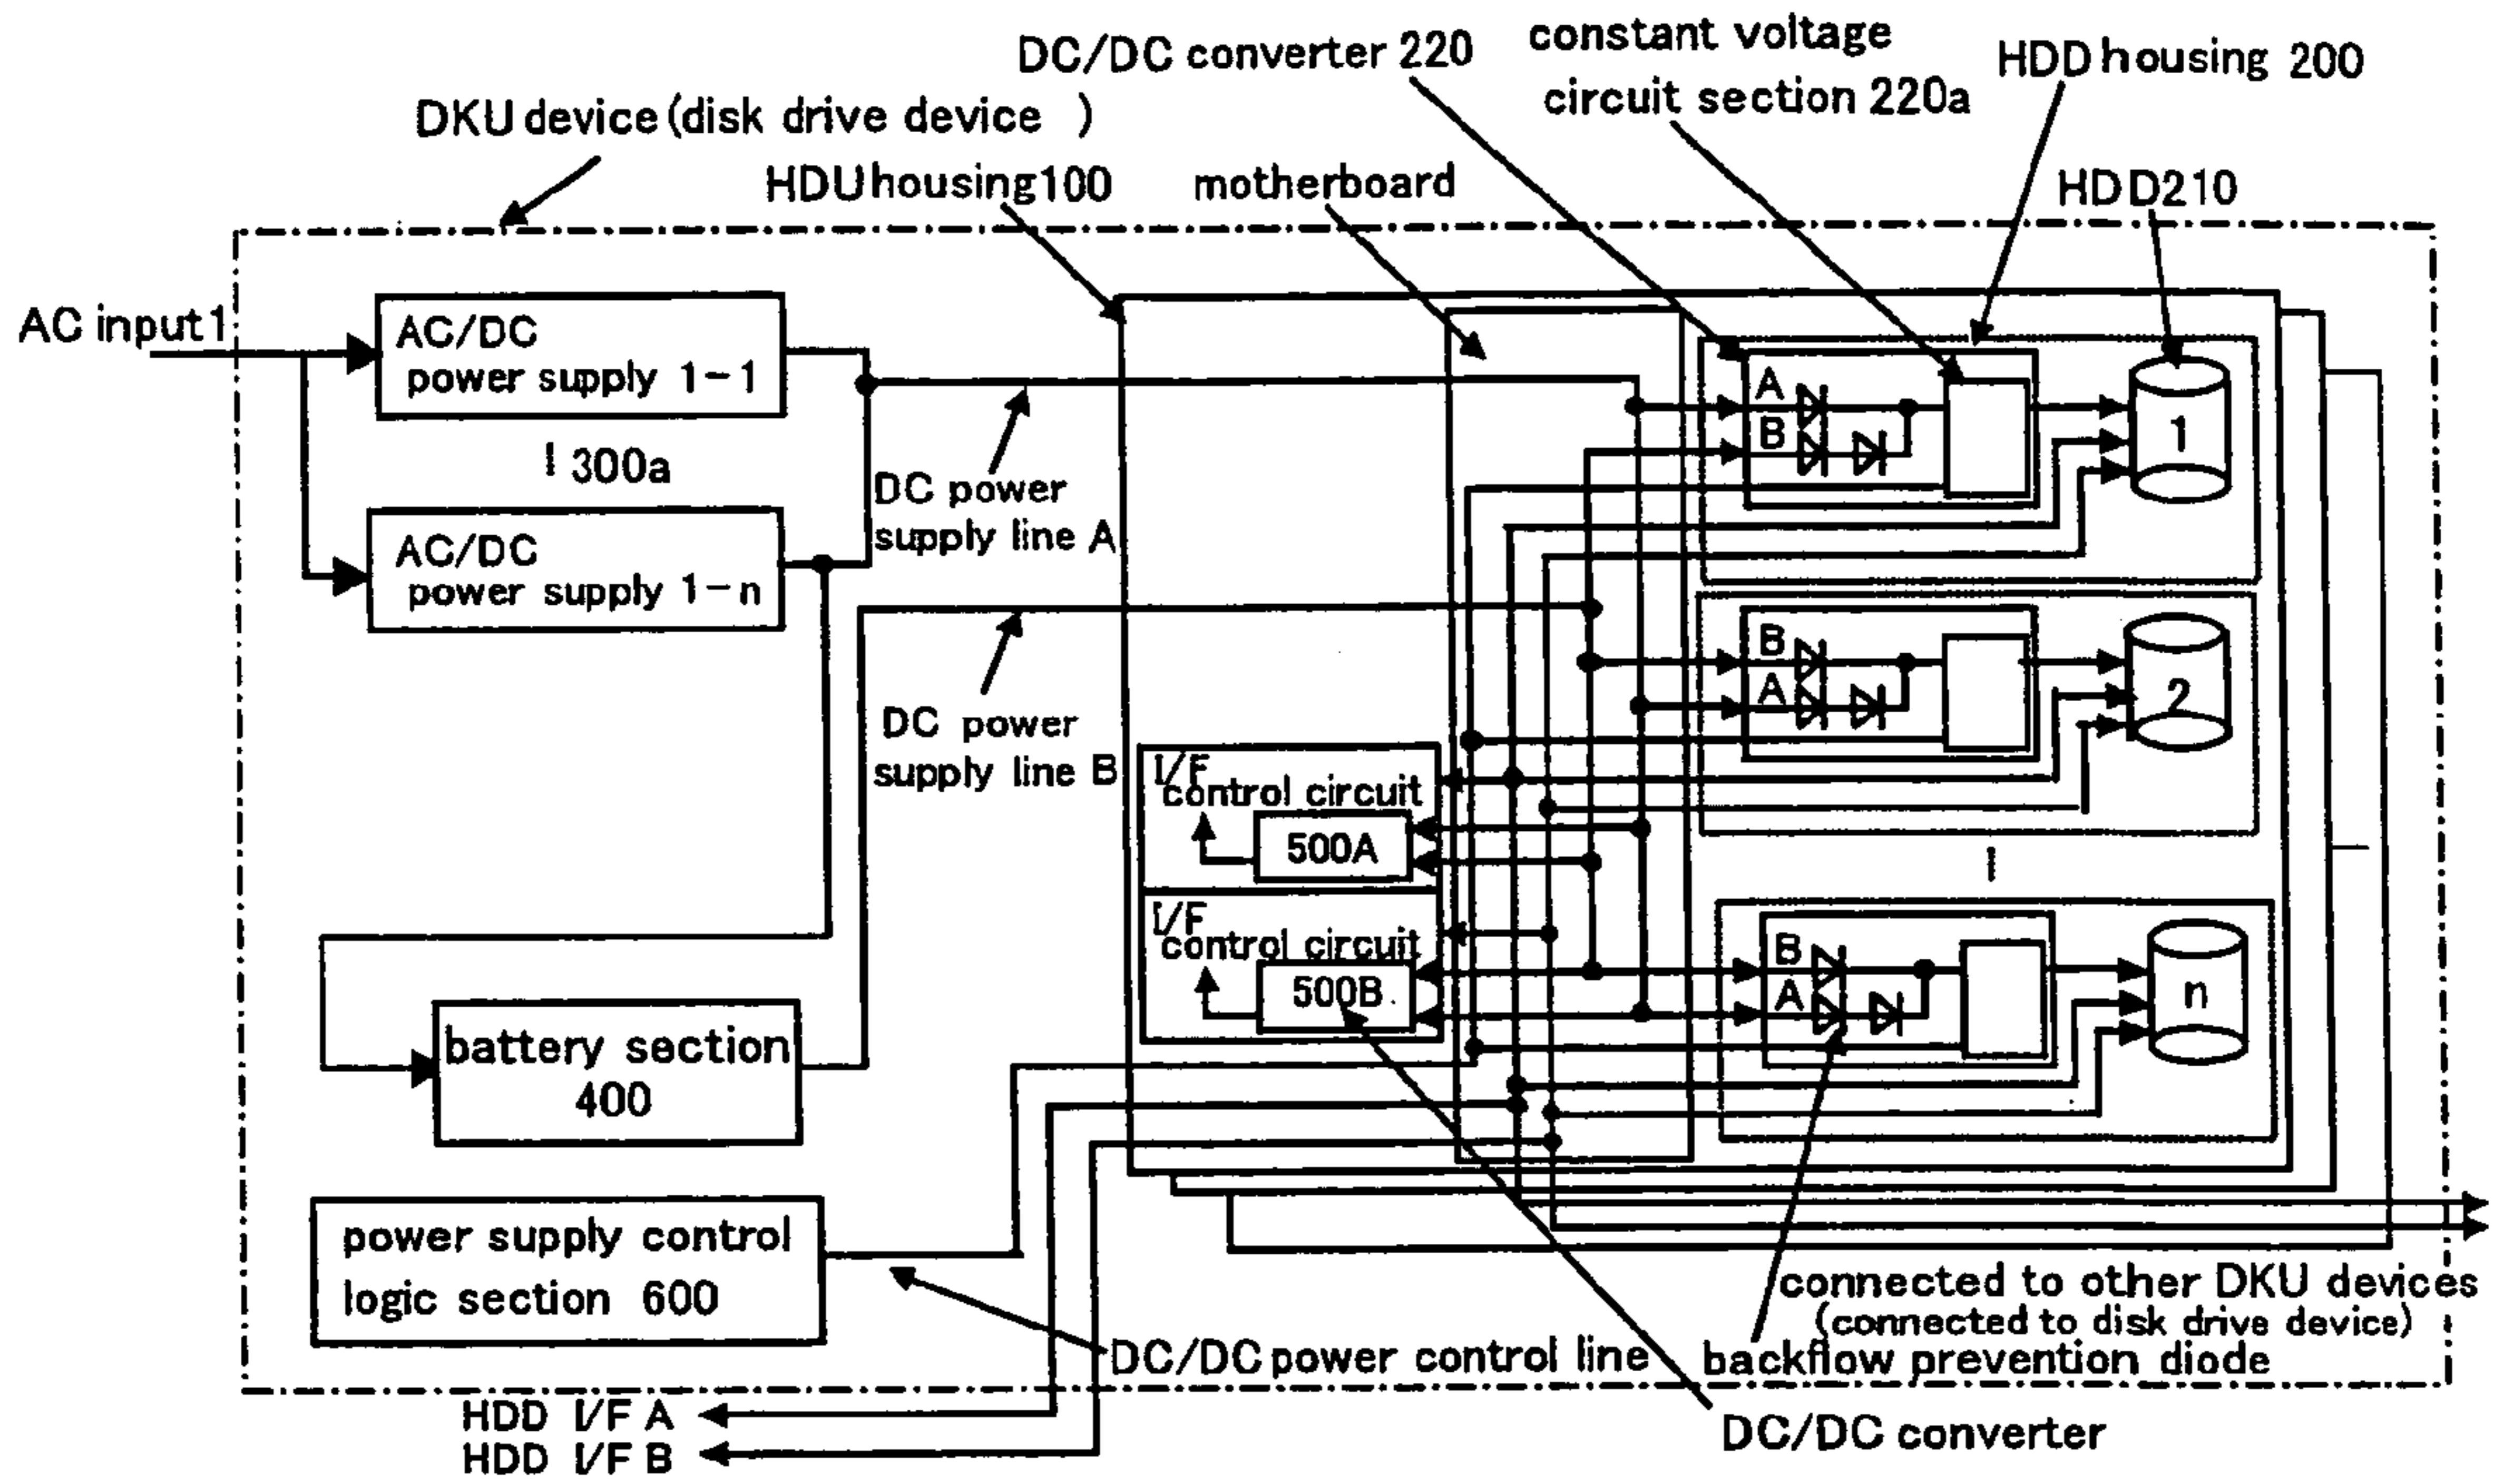 DC/DC converter 220
constant voltage
circuit section 220a
HDD housing 200
DKU device (disk drive device )
HDU housing100
motherboard
HDD210
AC input1
AC/DC
power supply 1-1
300a
AC/DC
power supply 1-n
DC power
supply line A
DC power
supply line B
A
B
1
B
A
2
I/F
control circuit
500A
I/F
control circuit
500B
B
A
n
battery section
400
power supply control
logic section 600
connected to other DKU devices
(connected to disk drive device)
DC/DC power control line
backflow prevention diode
HDD I/F A
HDD I/F B
DC/DC converter